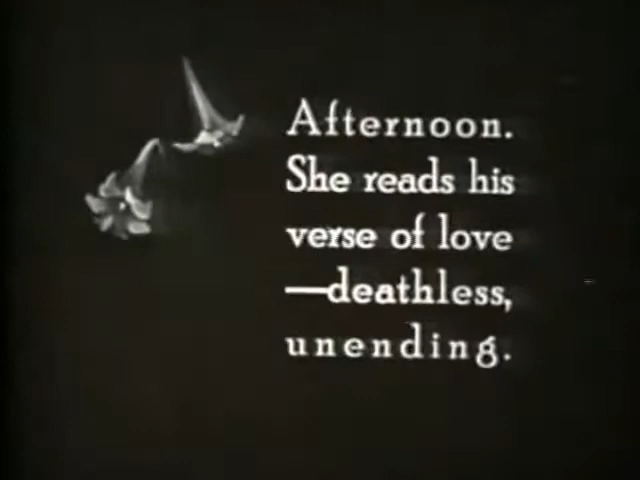 Afternoon.
She reads his
verse of love
—deathless,
unending.